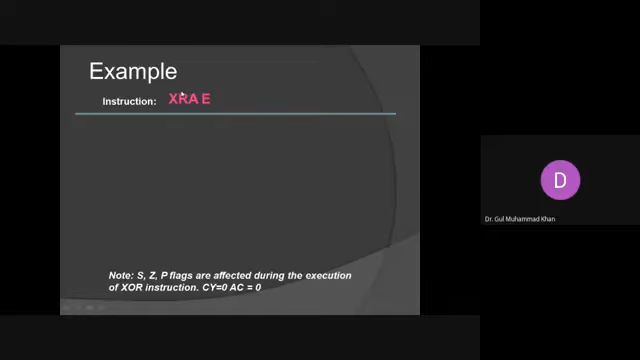 Example
Instruction: XRA E
Note: S, Z, P flags are affected during the execution
of XOR instruction. CY=0 AC = 0
D
Dr. Gul Muhammad Khan